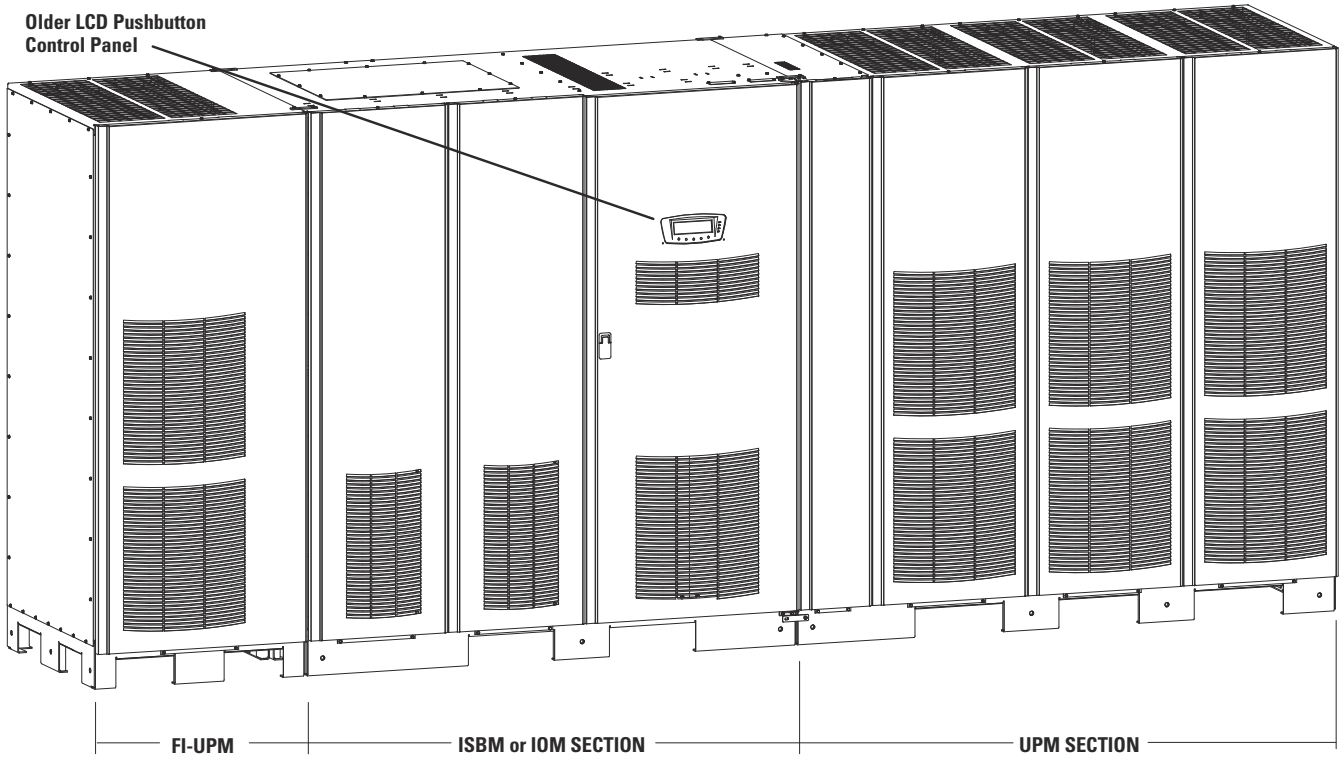 Older LCD Pushbutton
Control Panel
FI-UPM
ISBM or IOM SECTION
UPM SECTION